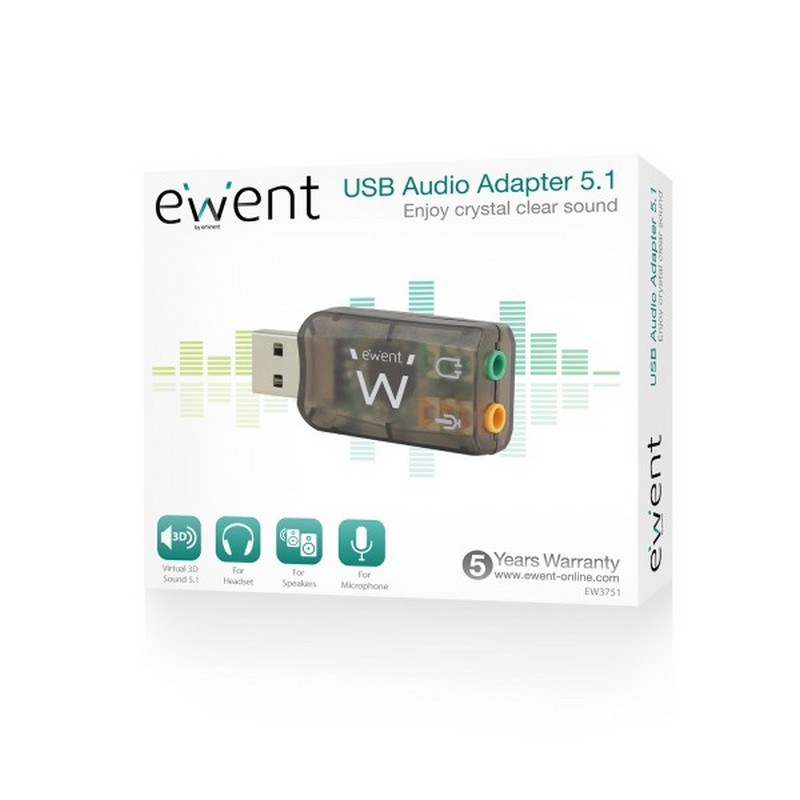 ewent
by eminent
USB Audio Adapter 5.1
Enjoy crystal clear sound
ewent
W
3D
Virtual 3D
Sound 5.1
For
Headset
For
Speakers
For
Microphone
5 Years Warranty
www.ewent-online.com
EW3751
USB Audio Adapter 5.1
Enjoy crystal clear sound
ewent